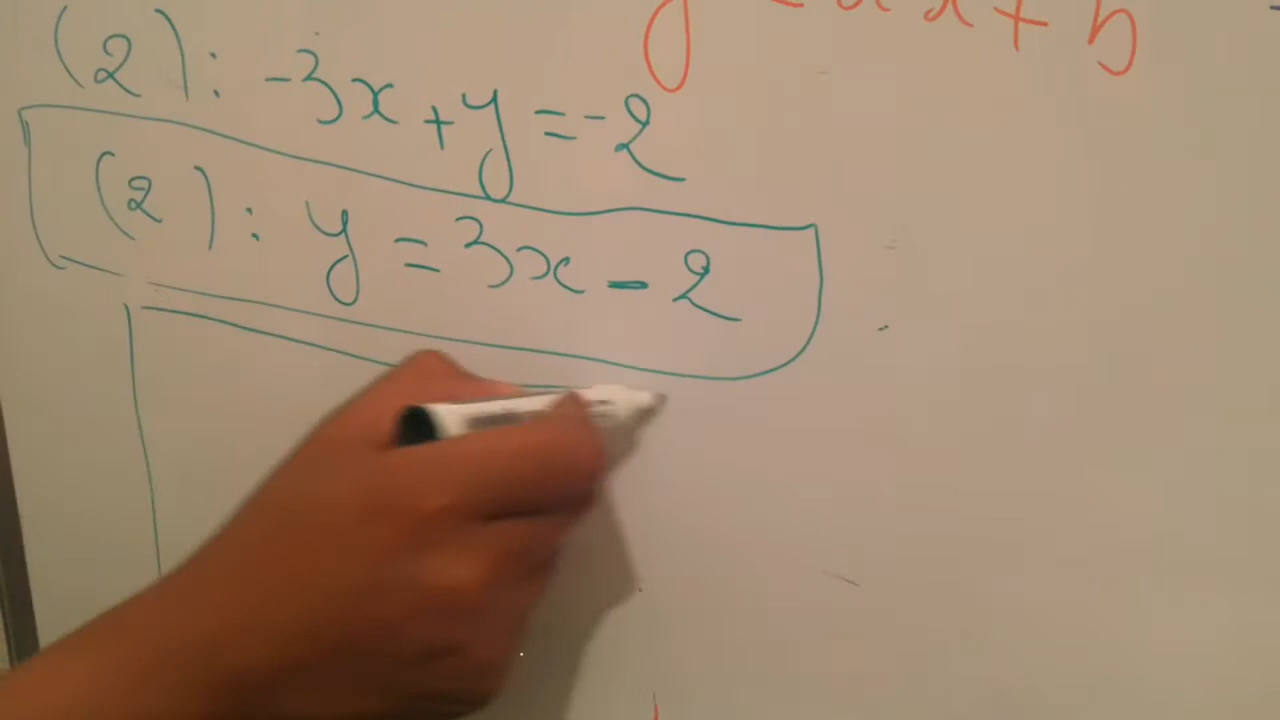 y = ax + b
(2): -3x + y = -2
(2): y = 3x - 2